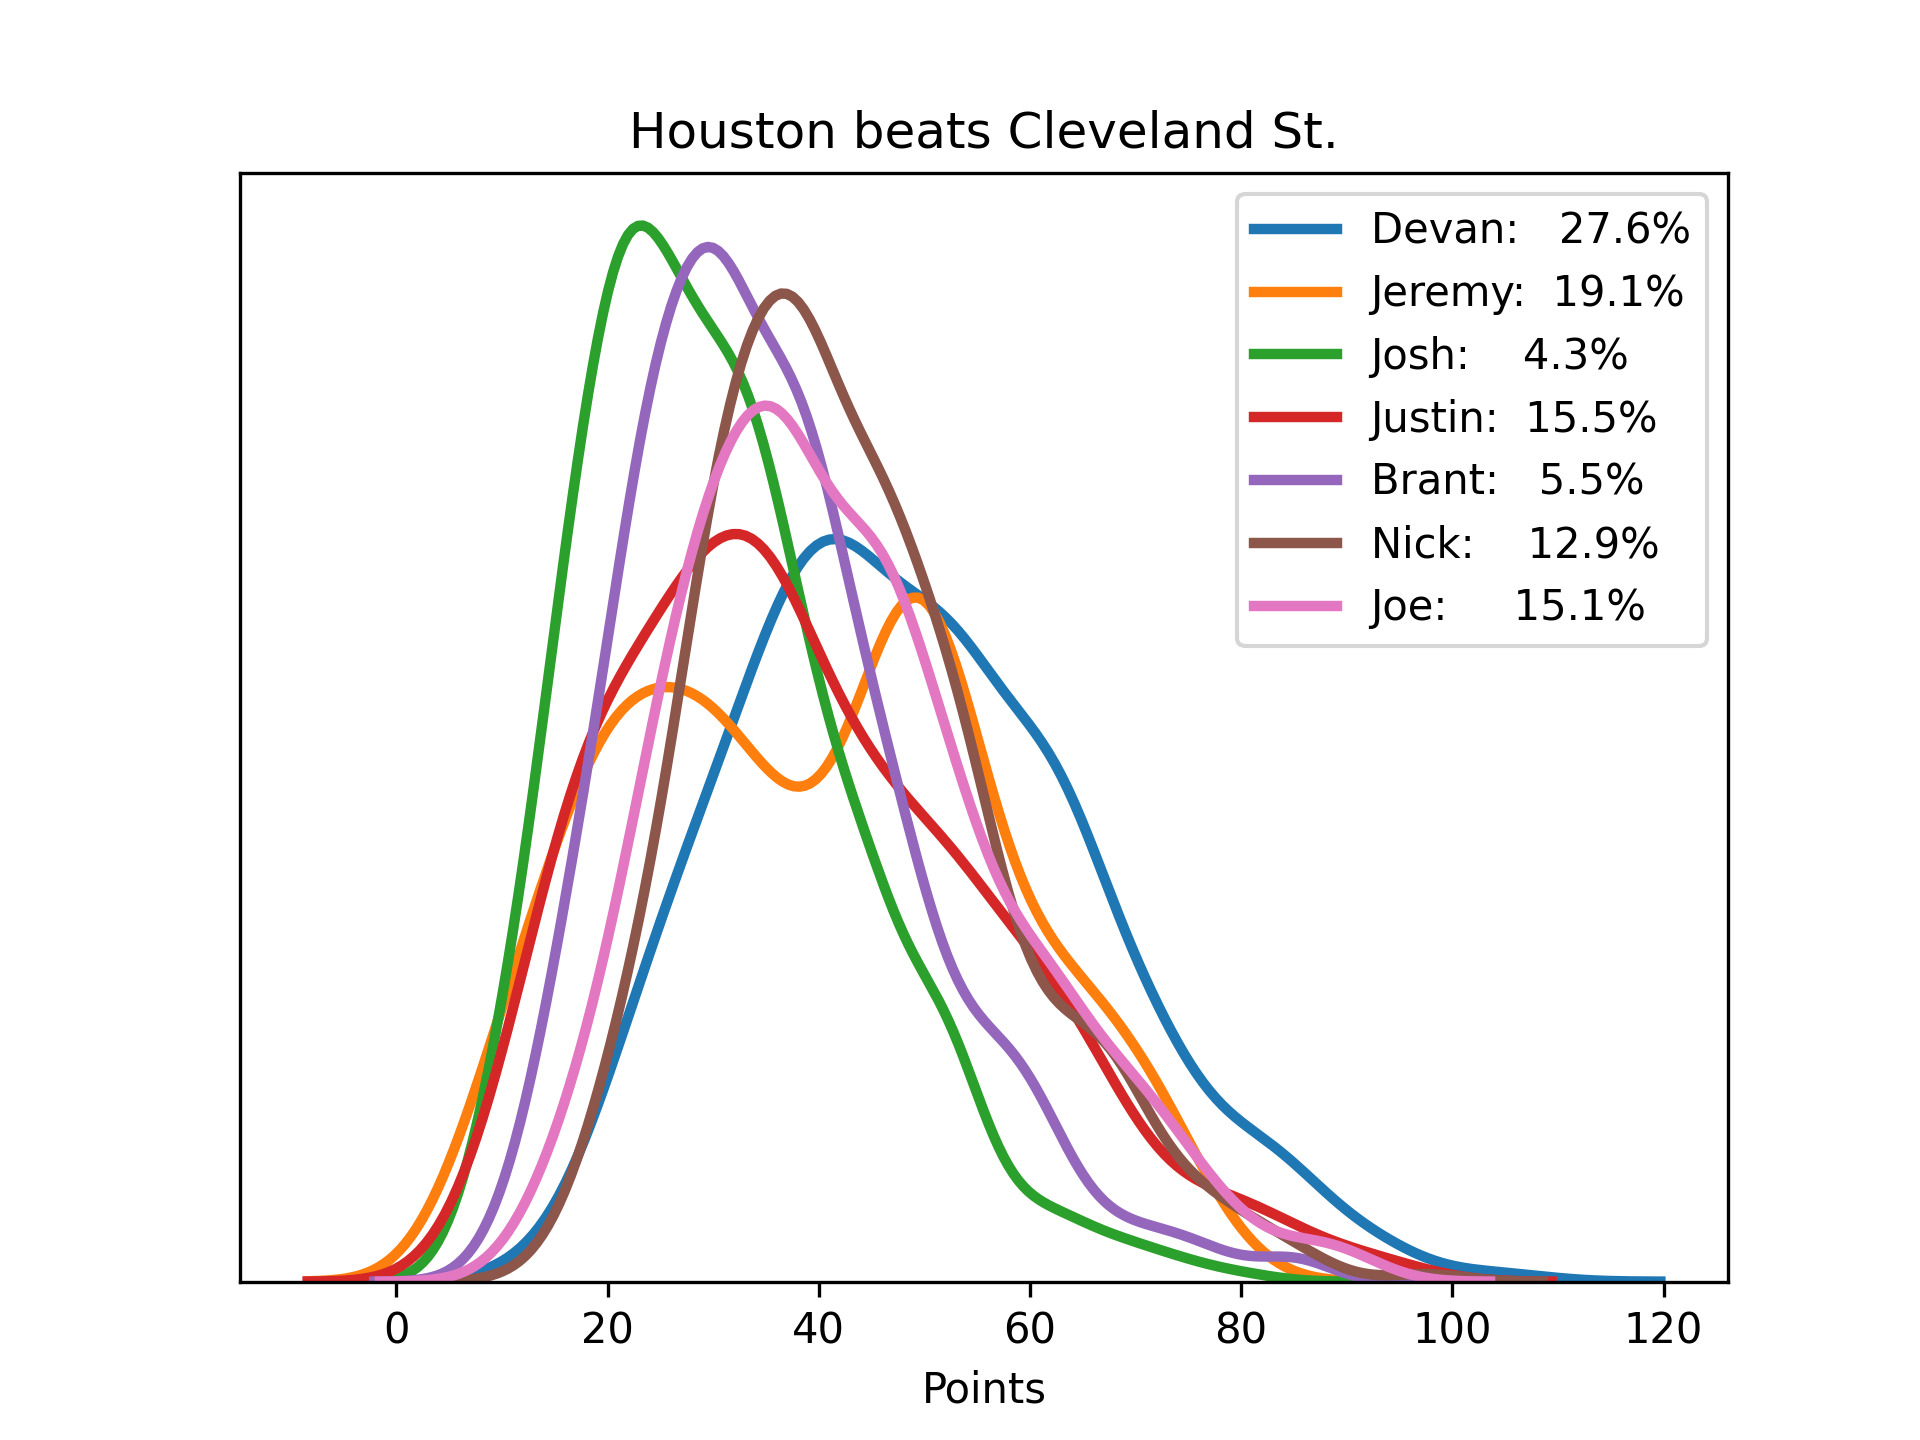 Houston beats Cleveland St.
Devan: 27.6%
Jeremy: 19.1%
Josh: 4.3%
Justin: 15.5%
Brant: 5.5%
Nick: 12.9%
Joe: 15.1%
0 20 40 60 80 100 120
Points